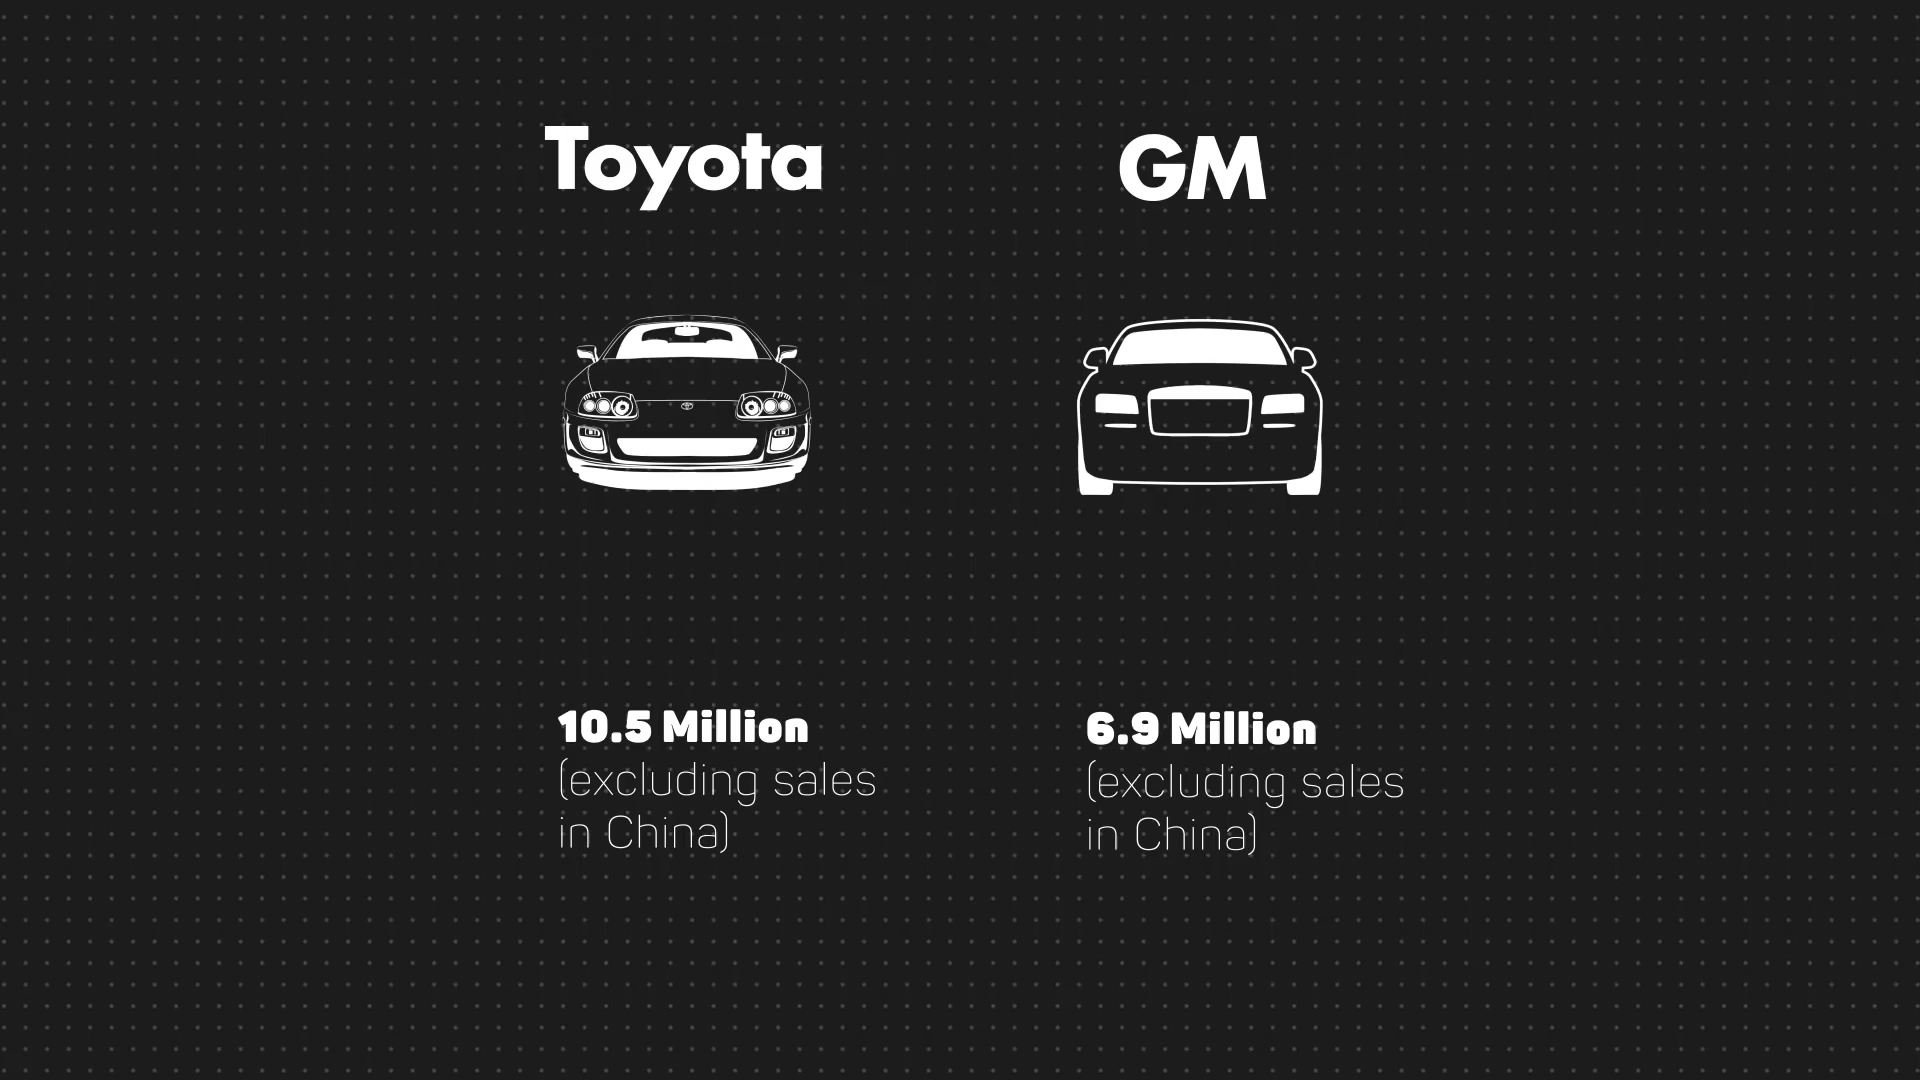 Toyota
GM
10.5 Million
(excluding sales
in China)
6.9 Million
(excluding sales
in China)